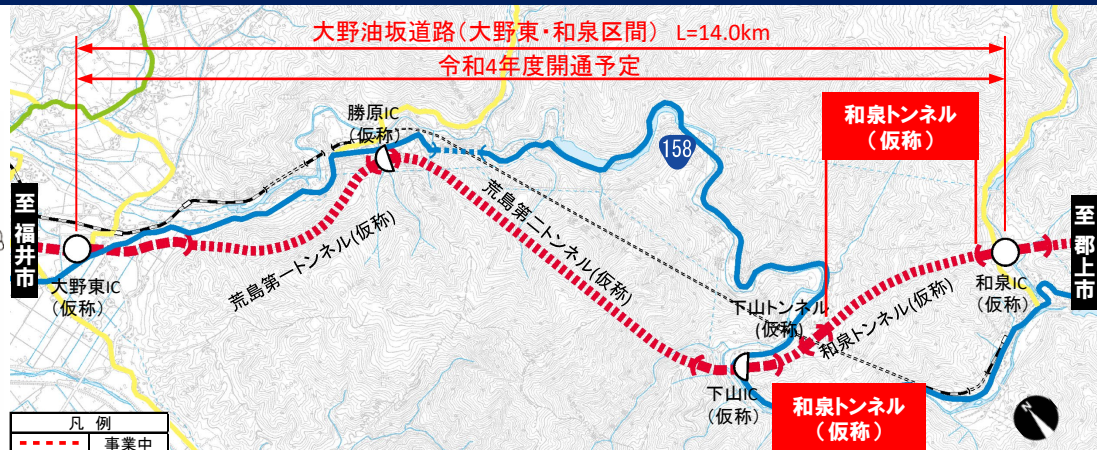 大野油坂道路(大野東・和泉区間) L=14.0km
令和4年度開通予定
勝原IC
(仮称)
和泉トンネル
(仮称)
158
至 福井市
至 郡上市
大野東IC
(仮称)
荒島第一トンネル(仮称)
荒島第二トンネル(仮称)
下山トンネル
(仮称)
和泉トンネル(仮称)
和泉IC
(仮称)
下山IC
(仮称)
和泉トンネル
(仮称)
凡 例
事業中
N